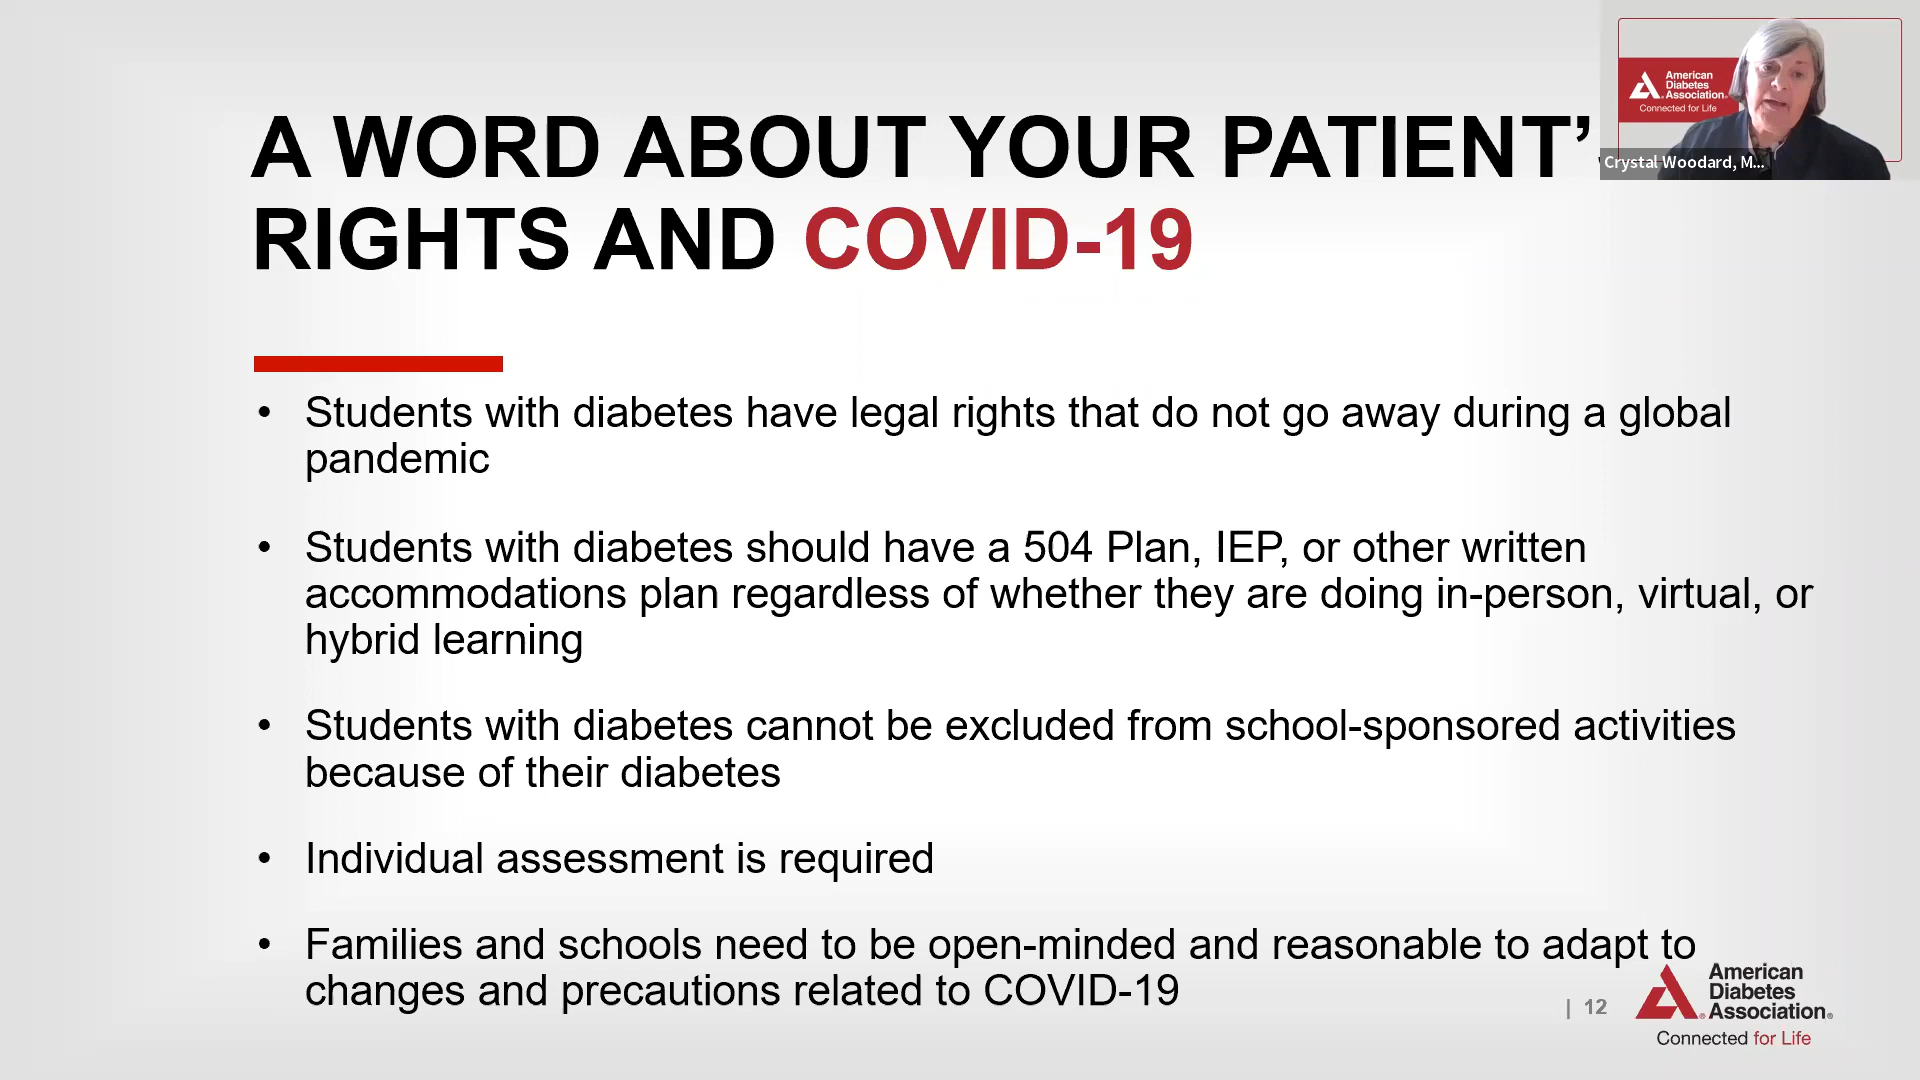 A WORD ABOUT YOUR PATIENT’
RIGHTS AND COVID-19
American
Diabetes
Association®
Connected for Life
Crystal Woodard, M...
• Students with diabetes have legal rights that do not go away during a global
pandemic
• Students with diabetes should have a 504 Plan, IEP, or other written
accommodations plan regardless of whether they are doing in-person, virtual, or
hybrid learning
• Students with diabetes cannot be excluded from school-sponsored activities
because of their diabetes
• Individual assessment is required
• Families and schools need to be open-minded and reasonable to adapt to
changes and precautions related to COVID-19
| 12
American
Diabetes
Association®
Connected for Life